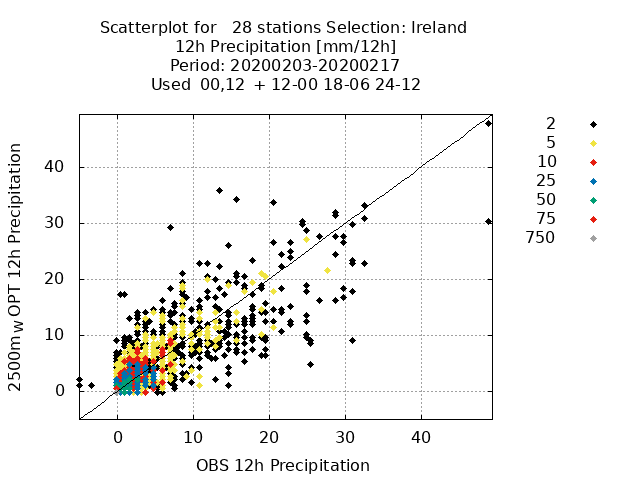 Scatterplot for   28 stations Selection: Ireland
12h Precipitation [mm/12h]
Period: 20200203-20200217
Used  00,12  + 12-00 18-06 24-12
2
5
10
25
50
75
750
2500m w OPT 12h Precipitation
40
30
20
10
0
0 10 20 30 40
OBS 12h Precipitation